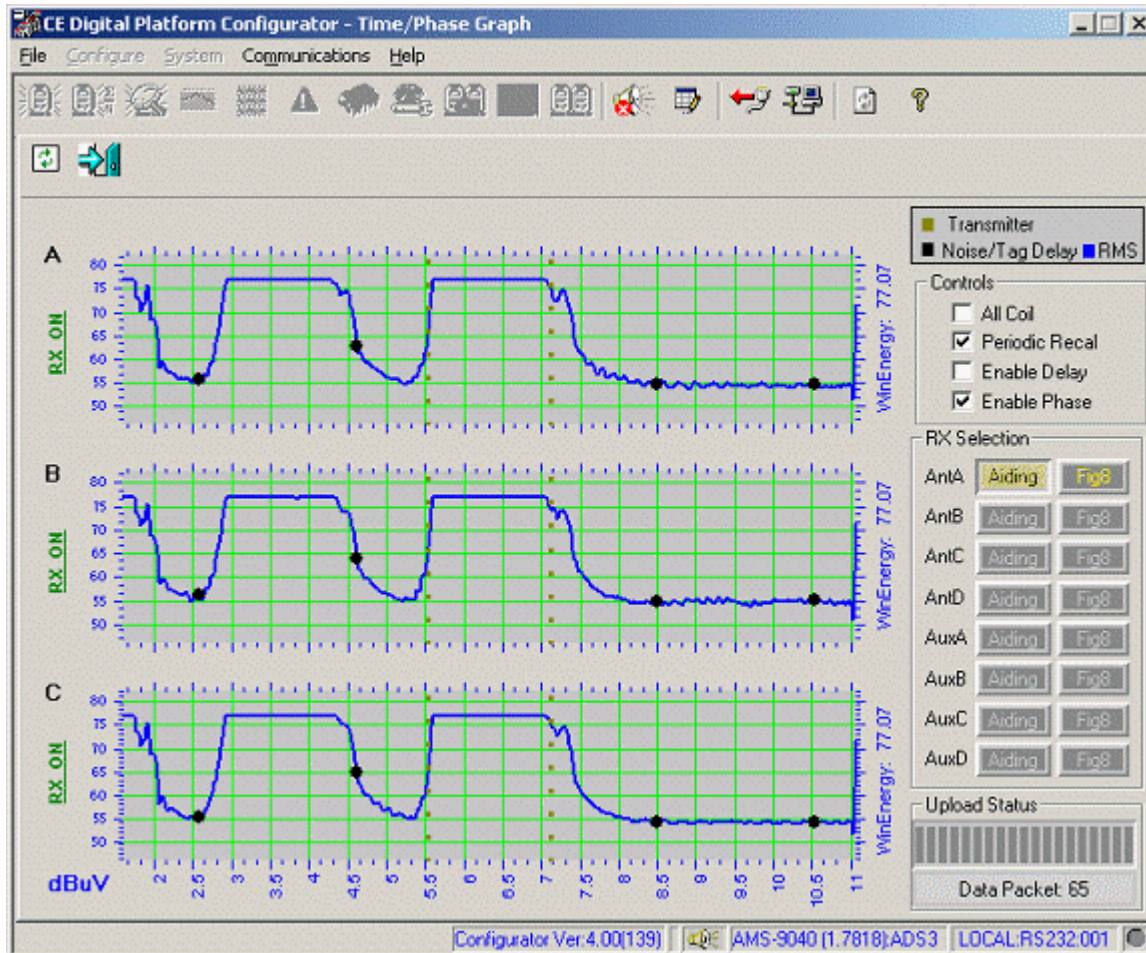 CE Digital Platform Configurator - Time/Phase Graph
File Configure System Communications Help
Transmitter
Noise/Tag Delay RMS
Controls
All Coil
Periodic Recal
Enable Delay
Enable Phase
RX Selection
AntA Aiding Fig8
AntB Aiding Fig8
AntC Aiding Fig8
AntD Aiding Fig8
AuxA Aiding Fig8
AuxB Aiding Fig8
AuxC Aiding Fig8
AuxD Aiding Fig8
Upload Status
Data Packet: 65
A
RX ON
80
75
70
65
60
55
50
WinEnergy: 77.07
B
RX ON
80
75
70
65
60
55
50
WinEnergy: 77.07
C
RX ON
80
75
70
65
60
55
50
WinEnergy: 77.07
dBuV
2 2.5 3 3.5 4 4.5 5 5.5 6 6.5 7 7.5 8 8.5 9 9.5 10 10.5 11
Configurator Ver:4.00(139) AMS-9040 (1.7818):ADS3 LOCAL:RS232:001